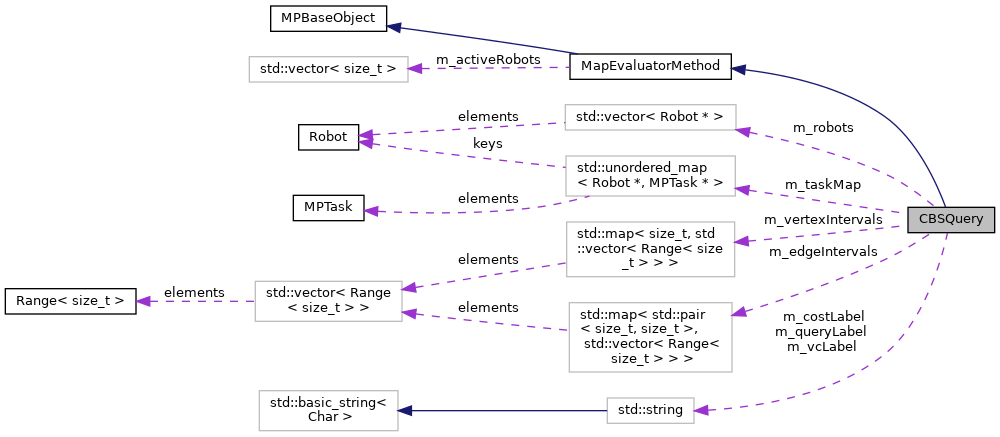 MPBaseObject
std::vector< size_t >
m_activeRobots
MapEvaluatorMethod
Robot
elements
keys
std::vector< Robot * >
m_robots
std::unordered_map
< Robot *, MPTask * >
m_taskMap
CBSQuery
MPTask
elements
std::map< size_t, std
::vector< Range< size
_t > > >
m_vertexIntervals
m_edgeIntervals
Range< size_t >
elements
std::vector< Range
< size_t > >
elements
elements
std::map< std::pair
< size_t, size_t >,
std::vector< Range<
size_t > > >
m_costLabel
m_queryLabel
m_vcLabel
std::basic_string<
Char >
std::string